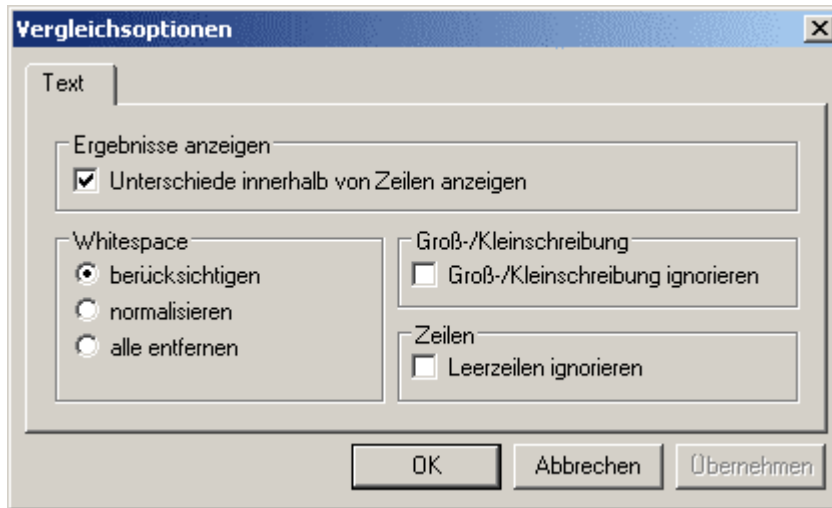 Vergleichsoptionen
Text
Ergebnisse anzeigen
Unterschiede innerhalb von Zeilen anzeigen
Whitespace
berücksichtigen
normalisieren
alle entfernen
Groß-/Kleinschreibung
Groß-/Kleinschreibung ignorieren
Zeilen
Leerzeilen ignorieren
OK Abbrechen Übernehmen